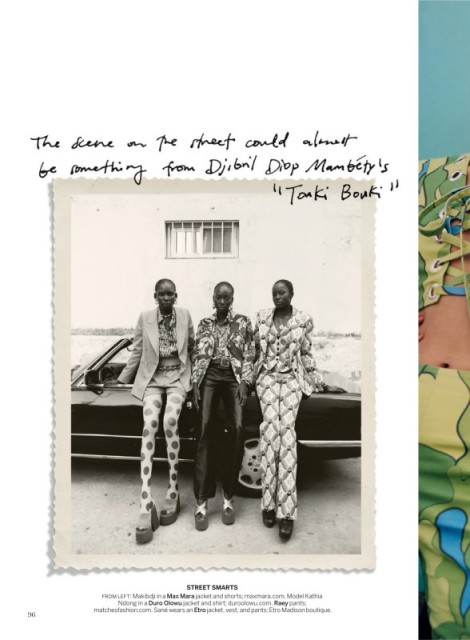 The scene on the street could almost
be something from Djibril Diop Mambéty's
"Touki Bouki"
STREET SMARTS
FROM LEFT: Makibdji in a Max Mara jacket and shorts; maxmara.com. Model Kathia
Ndong in a Duro Olowu jacket and shirt; duroolowu.com. Raey pants;
matchesfashion.com. Sané wears an Etro jacket, vest, and pants; Etro Madison boutique.
96